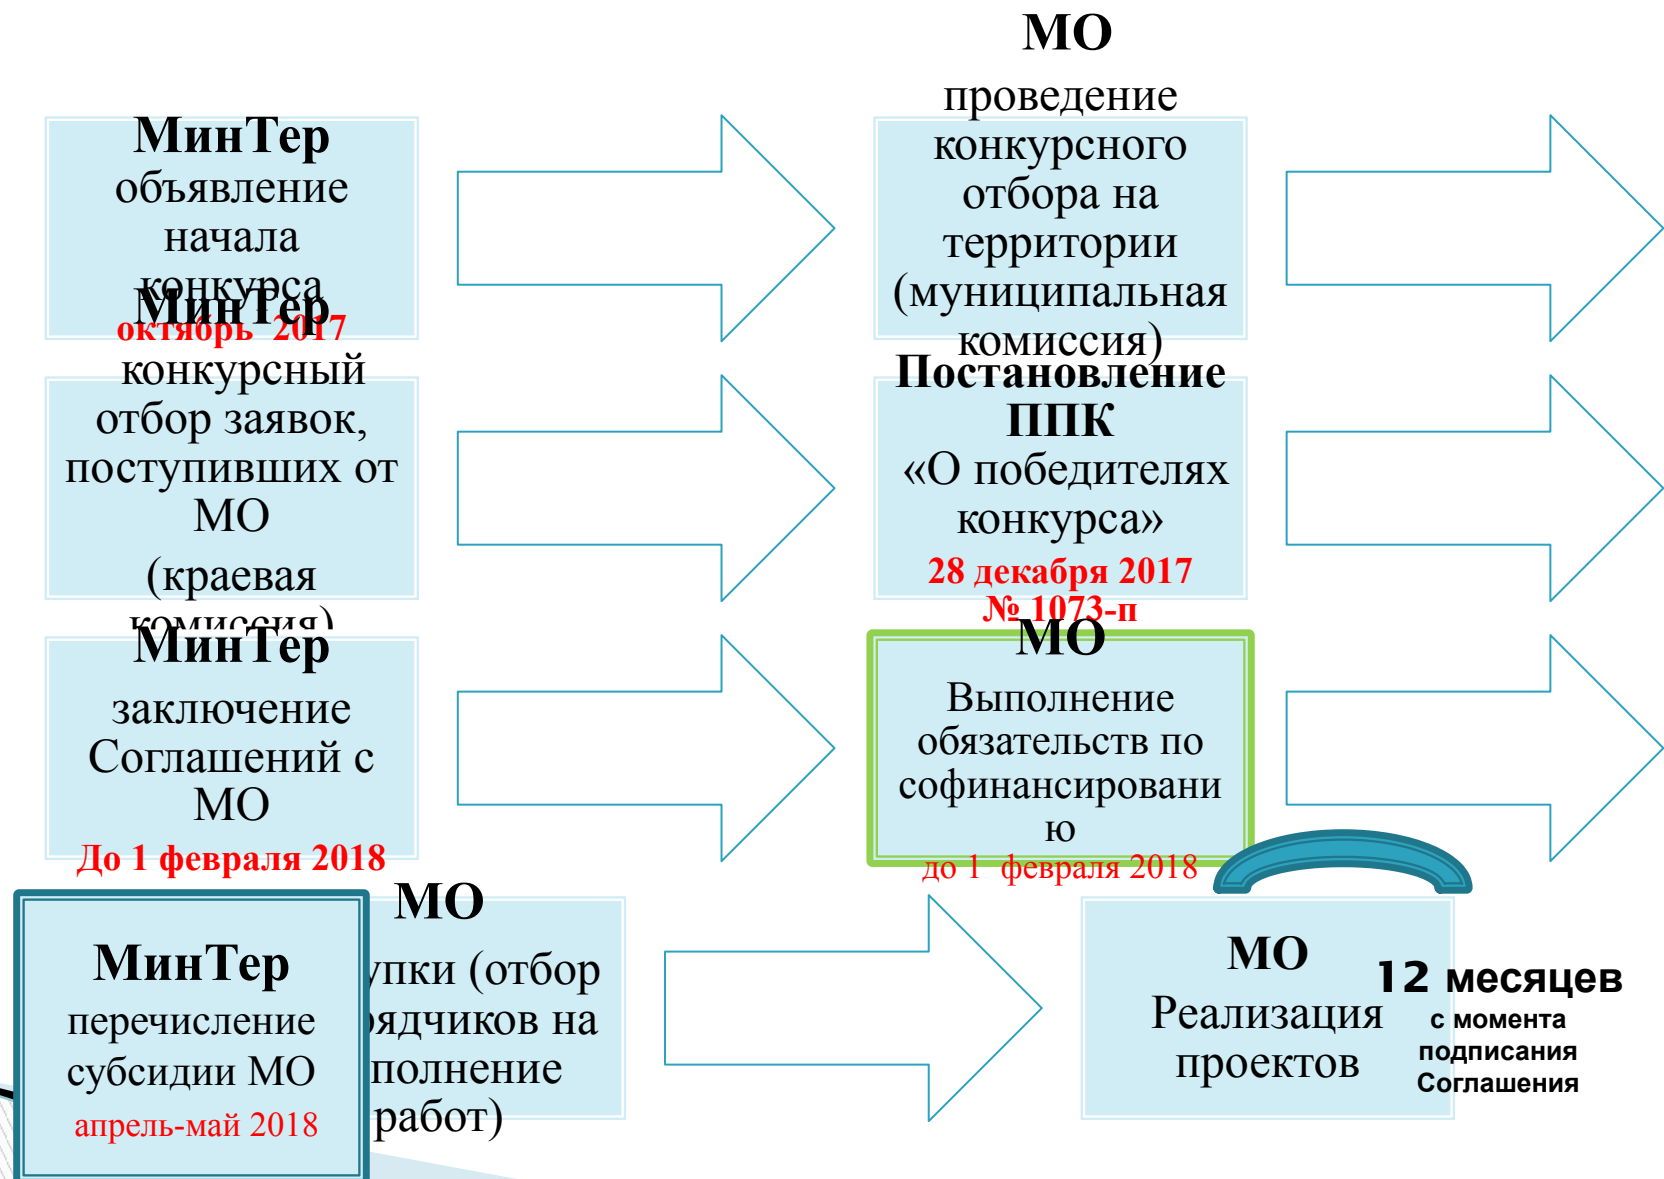 МинТер
объявление
начала
конкурса
октябрь 2017
МО
проведение
конкурсного
отбора на
территории
(муниципальная
комиссия)
МинТер
конкурсный
отбор заявок,
поступивших от
МО
(краевая
комиссия)
Постановление
ППК
«О победителях
конкурса»
28 декабря 2017
№ 1073-п
МинТер
заключение
Соглашений с
МО
До 1 февраля 2018
МО
Выполнение
обязательств по
софинансировани
ю
до 1 февраля 2018
МинТер
перечисление
субсидии МО
апрель-май 2018
МО
(отбор
на
работ)
МО
Реализация
проектов
12 месяцев
с момента
подписания
Соглашения